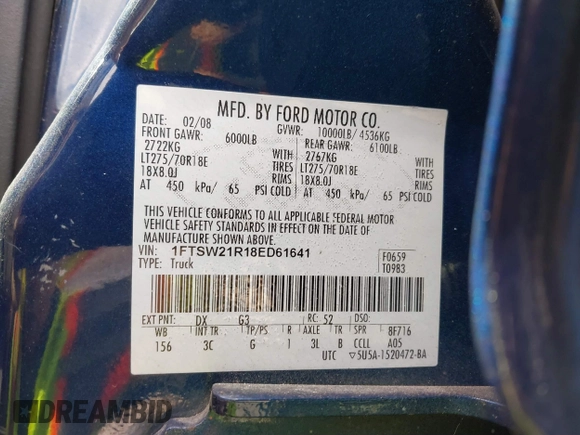 MFD. BY FORD MOTOR CO.
DATE: 02/08 GVWR: 10000LB/ 4536KG
FRONT GAWR: 6000LB REAR GAWR: 6100LB
2722KG WITH 2767KG WITH
LT275/70R18E TIRES LT275/70R18E TIRES
18X8.0J RIMS 18X8.0J RIMS
AT 450 kPa/ 65 PSI COLD AT 450 kPa/ 65 PSI COLD
THIS VEHICLE CONFORMS TO ALL APPLICABLE FEDERAL MOTOR
VEHICLE SAFETY STANDARDS IN EFFECT ON THE DATE OF
MANUFACTURE SHOWN ABOVE.
VIN: 1FTSW21R18ED61641 F0659
TYPE: Truck T0983
EXT PNT: DX G3 RC: 52 DSO:
WB INT TR TP/PS R AXLE TR SPR 8F716
156 3C G 1 3L B CCLL A05
UTC ▽5U5A-1520472-BA
DREAMBID